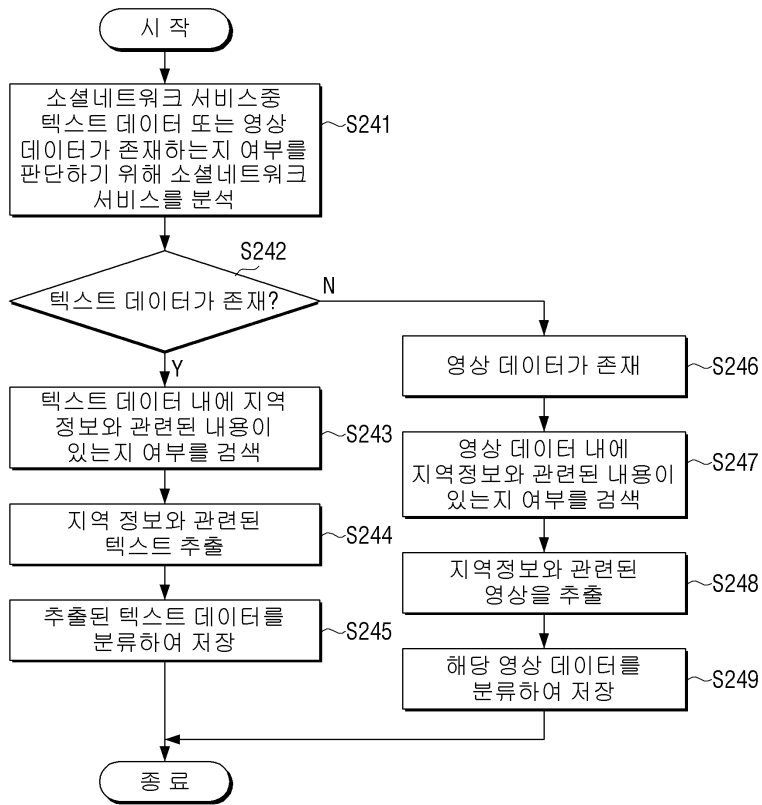 시 작
소셜네트워크 서비스중
텍스트 데이터 또는 영상
데이터가 존재하는지 여부를
판단하기 위해 소셜네트워크
서비스를 분석
S241
S242
텍스트 데이터가 존재?
N
Y
텍스트 데이터 내에 지역
정보와 관련된 내용이
있는지 여부를 검색
S243
지역 정보와 관련된
텍스트 추출
S244
추출된 텍스트 데이터를
분류하여 저장
S245
영상 데이터가 존재
S246
영상 데이터 내에
지역정보와 관련된 내용이
있는지 여부를 검색
S247
지역정보와 관련된
영상을 추출
S248
해당 영상 데이터를
분류하여 저장
S249
종 료